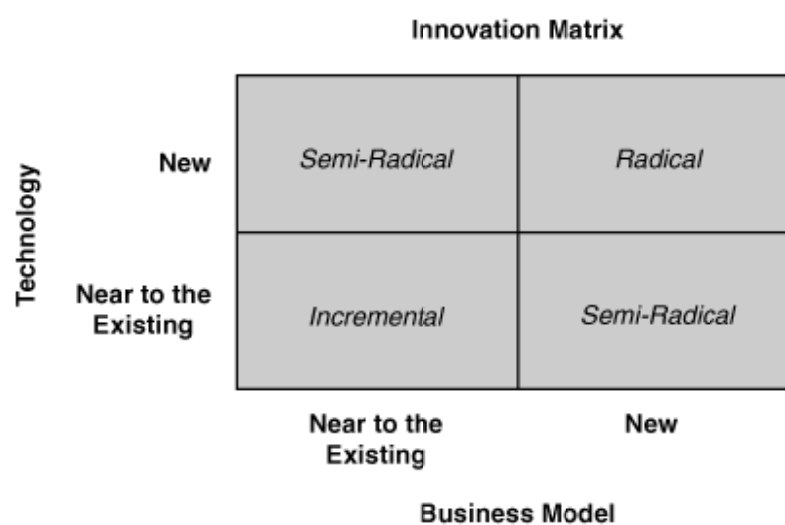 Innovation Matrix
Technology
New
Semi-Radical
Radical
Near to the
Existing
Incremental
Semi-Radical
Near to the
Existing
New
Business Model